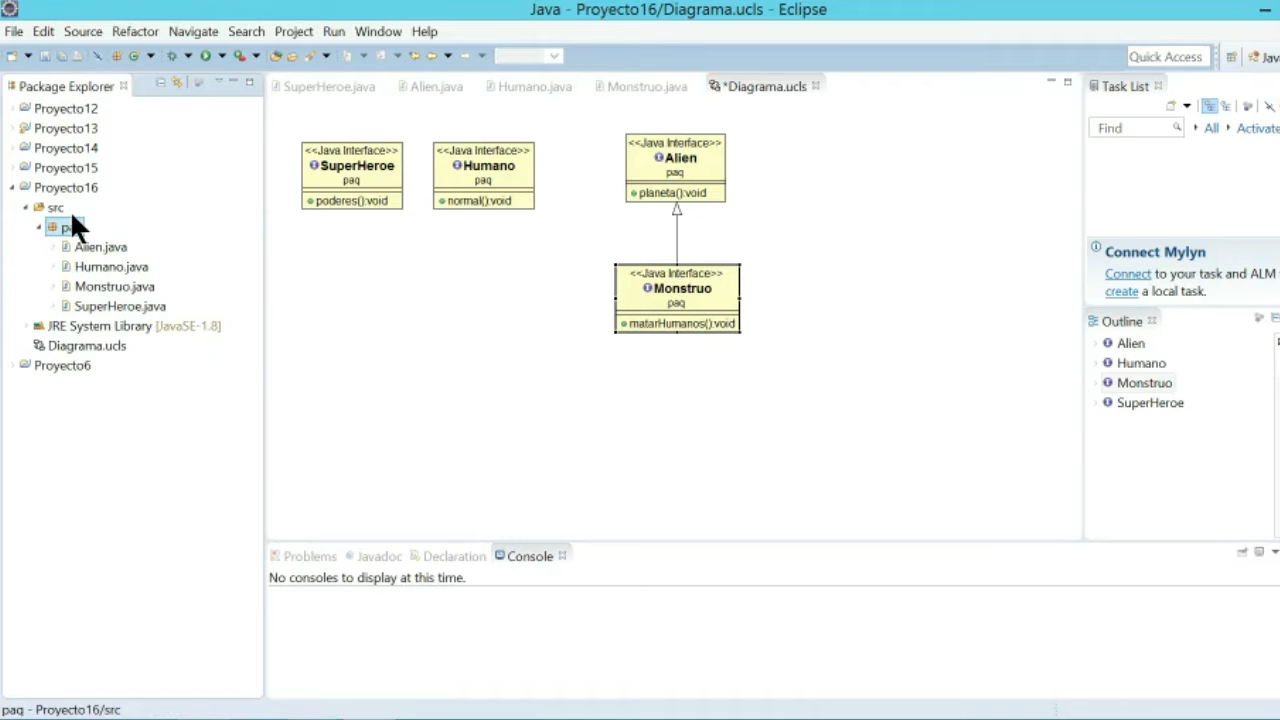 Java - Proyecto16/Diagrama.ucls - Eclipse
File Edit Source Refactor Navigate Search Project Run Window Help
Quick Access
Package Explorer
Proyecto12
Proyecto13
Proyecto14
Proyecto15
Proyecto16
src
Alien.java
Humano.java
Monstruo.java
SuperHeroe.java
JRE System Library [JavaSE-1.8]
Diagrama.ucls
Proyecto6
SuperHeroe.java Alien.java Humano.java Monstruo.java *Diagrama.ucls
<<Java Interface>>
SuperHeroe
paq
poderes():void
<<Java Interface>>
Humano
paq
normal():void
<<Java Interface>>
Alien
paq
planeta():void
<<Java Interface>>
Monstruo
paq
matarHumanos():void
Task List
Find All Activate
Connect Mylyn
Connect to your task and ALM
create a local task.
Outline
Alien
Humano
Monstruo
SuperHeroe
Problems Javadoc Declaration Console
No consoles to display at this time.
paq - Proyecto16/src